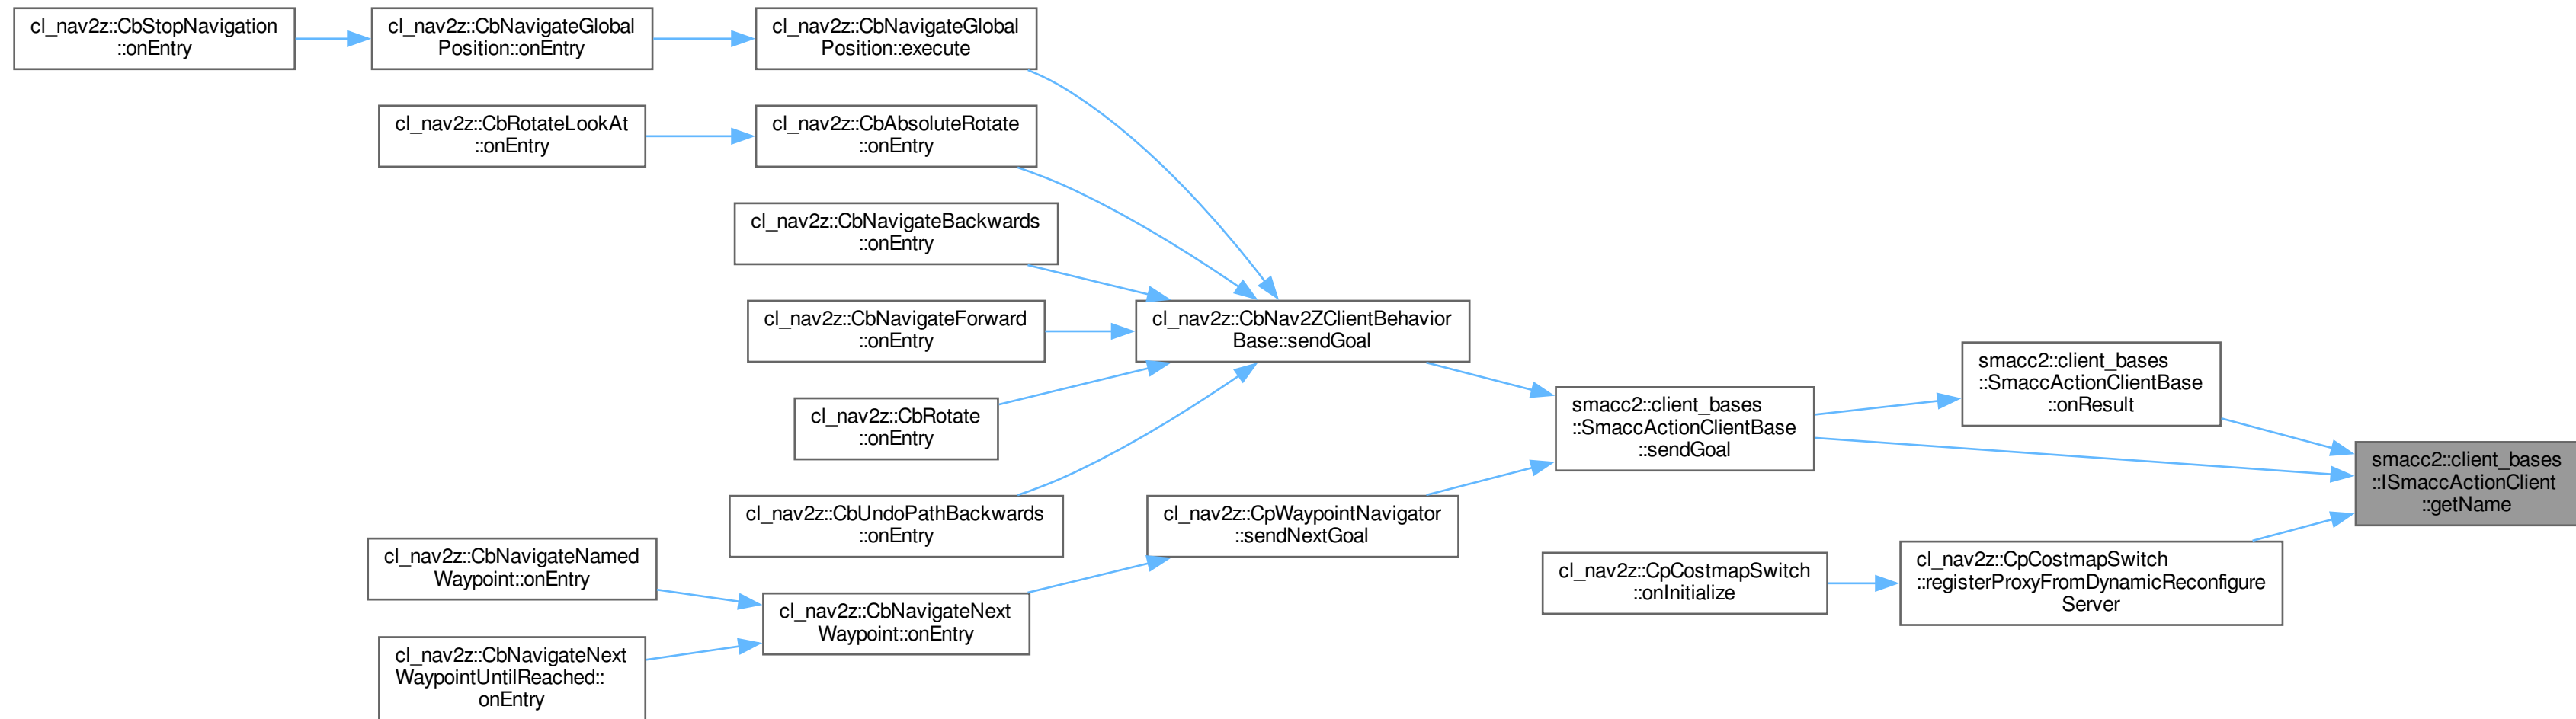 cl_nav2z::CbStopNavigation
::onEntry
cl_nav2z::CbNavigateGlobal
Position::onEntry
cl_nav2z::CbNavigateGlobal
Position::execute
cl_nav2z::CbRotateLookAt
::onEntry
cl_nav2z::CbAbsoluteRotate
::onEntry
cl_nav2z::CbNavigateBackwards
::onEntry
cl_nav2z::CbNavigateForward
::onEntry
cl_nav2z::CbNav2ZClientBehavior
Base::sendGoal
cl_nav2z::CbRotate
::onEntry
smacc2::client_bases
::SmaccActionClientBase
::sendGoal
smacc2::client_bases
::SmaccActionClientBase
::onResult
smacc2::client_bases
::ISmaccActionClient
::getName
cl_nav2z::CbUndoPathBackwards
::onEntry
cl_nav2z::CpWaypointNavigator
::sendNextGoal
cl_nav2z::CbNavigateNamed
Waypoint::onEntry
cl_nav2z::CpCostmapSwitch
::onInitialize
cl_nav2z::CpCostmapSwitch
::registerProxyFromDynamicReconfigure
Server
cl_nav2z::CbNavigateNext
Waypoint::onEntry
cl_nav2z::CbNavigateNext
WaypointUntilReached::
onEntry